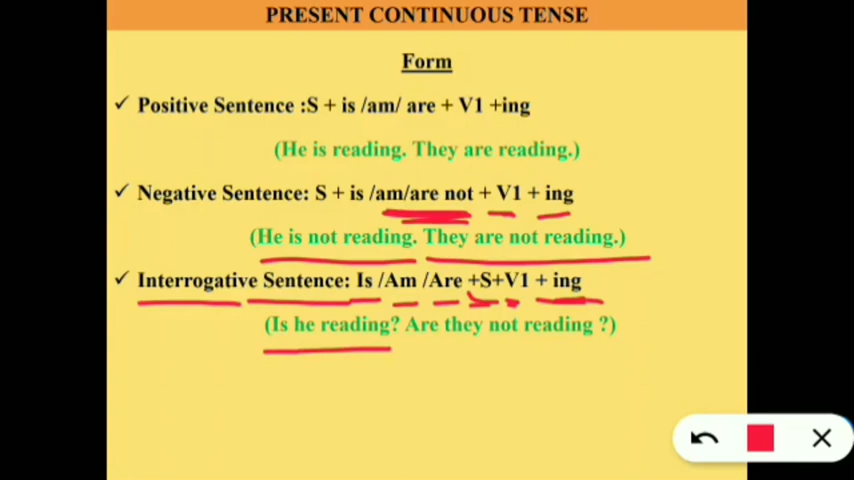 PRESENT CONTINUOUS TENSE
Form
✓ Positive Sentence :S + is /am/ are + V1 +ing
(He is reading. They are reading.)
✓ Negative Sentence: S + is /am/are not + V1 + ing
(He is not reading. They are not reading.)
✓ Interrogative Sentence: Is /Am /Are +S+V1 + ing
(Is he reading? Are they not reading ?)